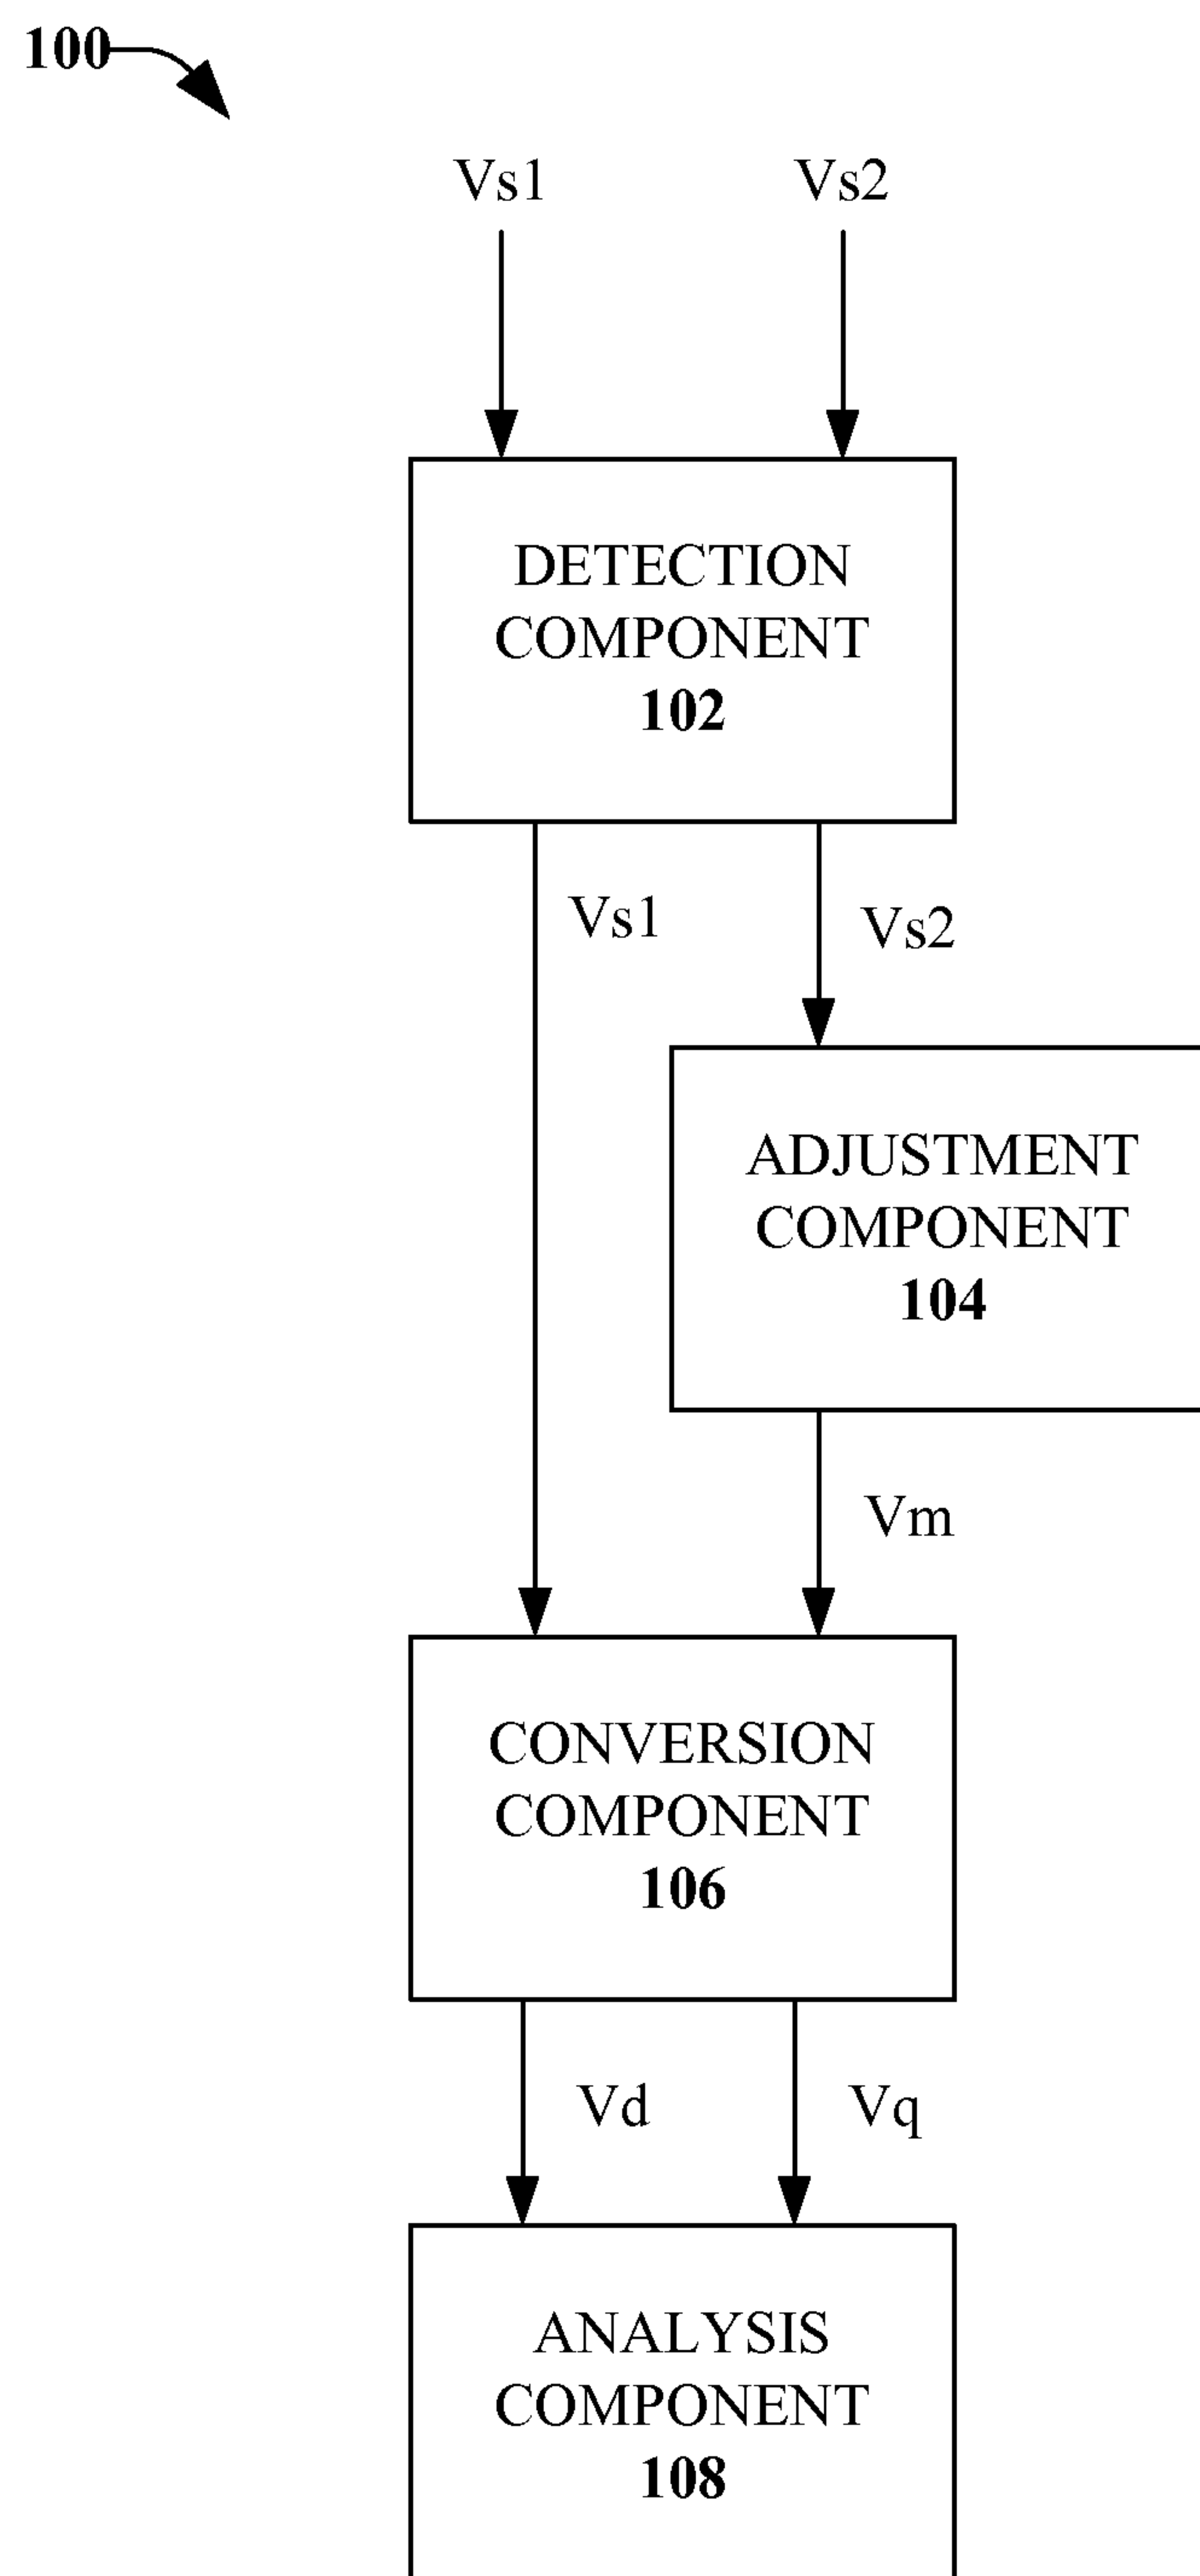 100
Vs1 Vs2
DETECTION
COMPONENT
102
Vs1 Vs2
ADJUSTMENT
COMPONENT
104
Vm
CONVERSION
COMPONENT
106
Vd Vq
ANALYSIS
COMPONENT
108